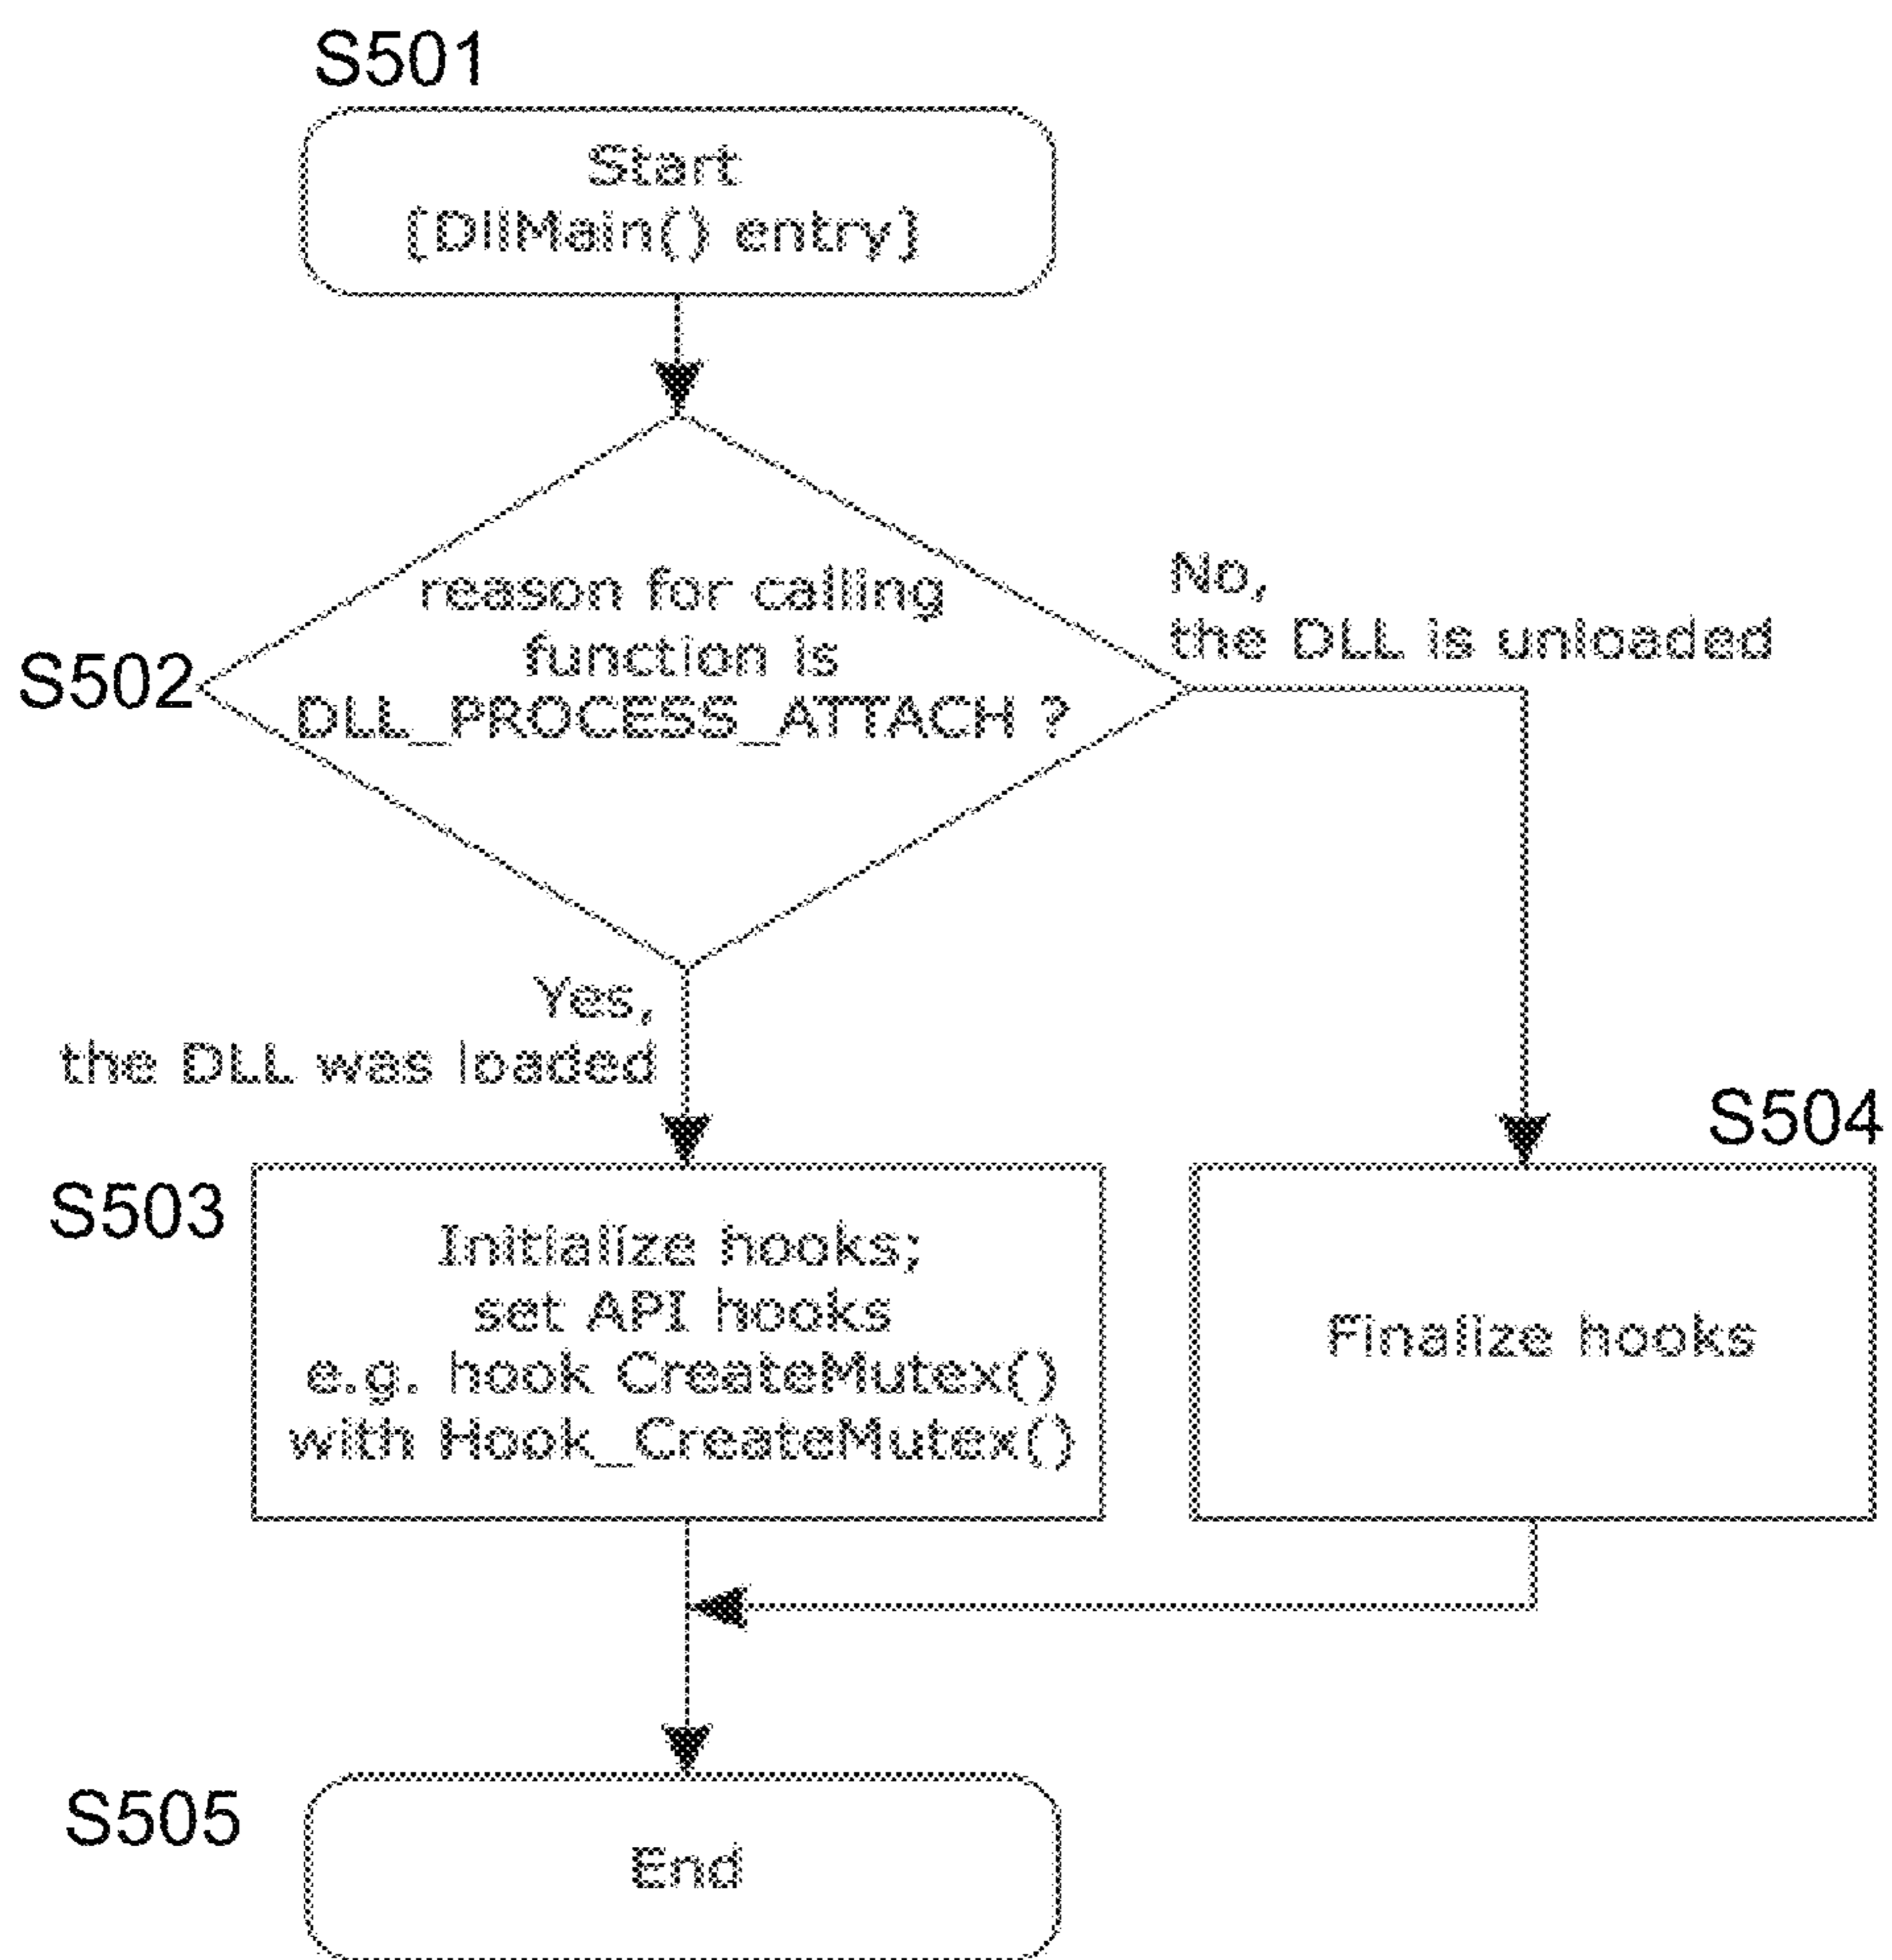 S501
Start
[DllMain() entry]
S502
reason for calling
function is
DLL_PROCESS_ATTACH ?
No,
the DLL is unloaded
Yes,
the DLL was loaded
S503
Initialize hooks;
set API hooks
e.g. hook CreateMutex()
with Hook_CreateMutex()
S504
Finalize hooks
S505
End